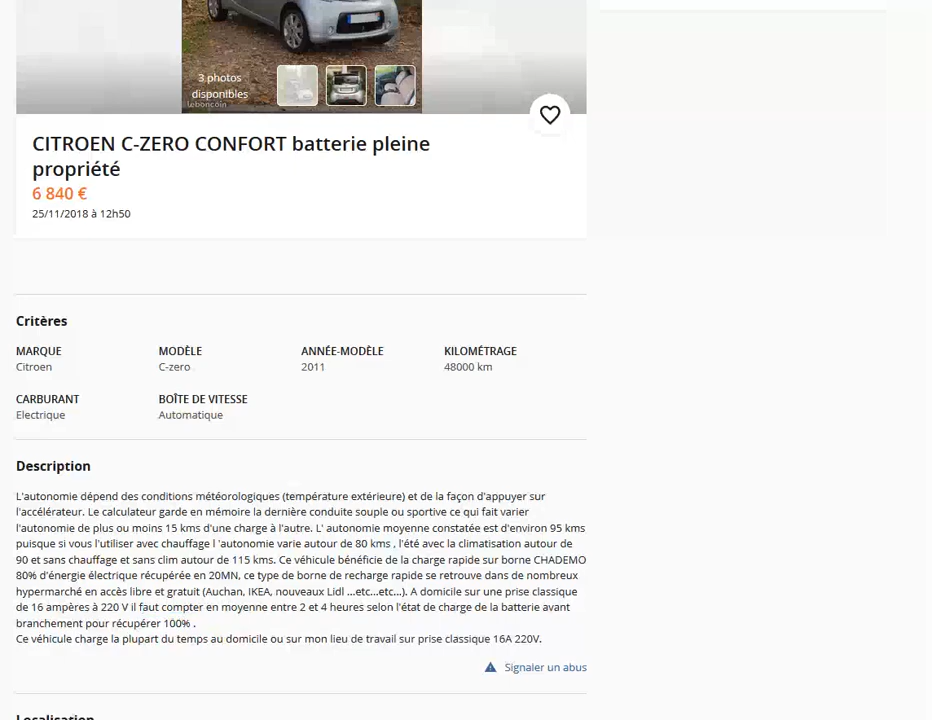 3 photos
disponibles
leboncoin
CITROEN C-ZERO CONFORT batterie pleine
propriété
6 840 €
25/11/2018 à 12h50
Critères
MARQUE MODÈLE ANNÉE-MODÈLE KILOMÉTRAGE
Citroen C-zero 2011 48000 km
CARBURANT BOÎTE DE VITESSE
Electrique Automatique
Description
L'autonomie dépend des conditions météorologiques (température extérieure) et de la façon d'appuyer sur
l'accélérateur. Le calculateur garde en mémoire la dernière conduite souple ou sportive ce qui fait varier
l'autonomie de plus ou moins 15 kms d'une charge à l'autre. L' autonomie moyenne constatée est d'environ 95 kms
puisque si vous l'utiliser avec chauffage l 'autonomie varie autour de 80 kms , l'été avec la climatisation autour de
90 et sans chauffage et sans clim autour de 115 kms. Ce véhicule bénéficie de la charge rapide sur borne CHADEMO
80% d'énergie électrique récupérée en 20MN, ce type de borne de recharge rapide se retrouve dans de nombreux
hypermarché en accès libre et gratuit (Auchan, IKEA, nouveaux Lidl ...etc...etc...). A domicile sur une prise classique
de 16 ampères à 220 V il faut compter en moyenne entre 2 et 4 heures selon l'état de charge de la batterie avant
branchement pour récupérer 100% .
Ce véhicule charge la plupart du temps au domicile ou sur mon lieu de travail sur prise classique 16A 220V.
Signaler un abus
Localisation